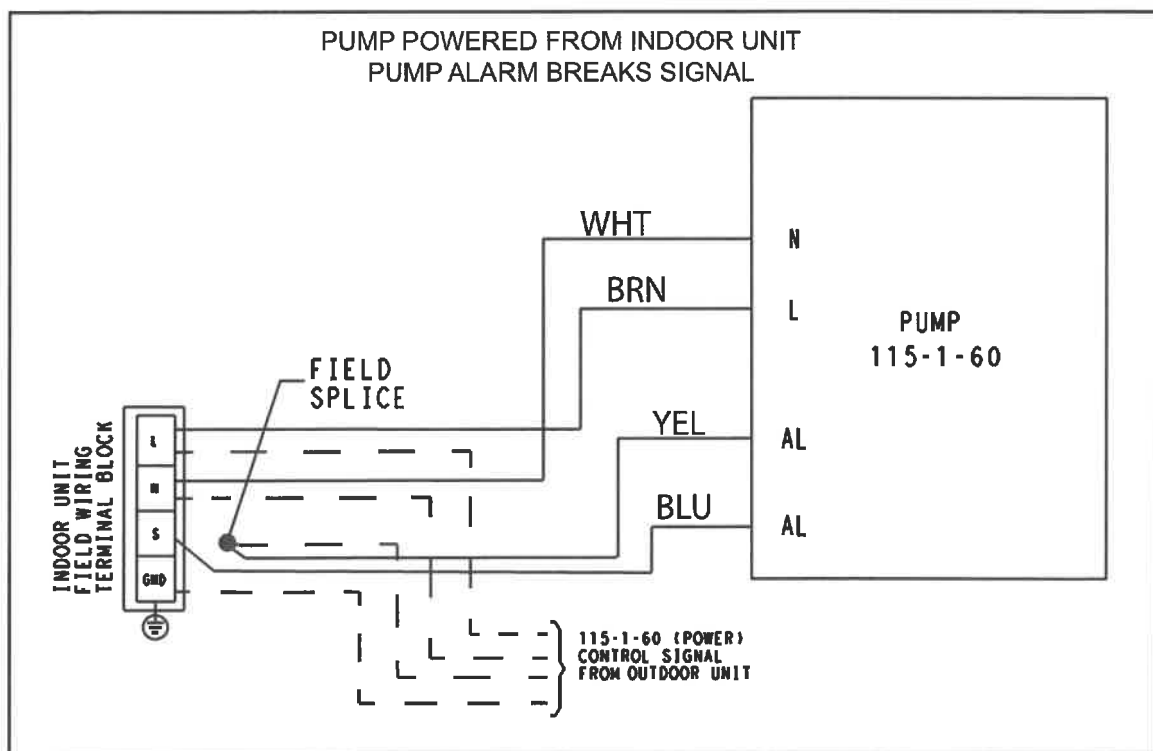 PUMP POWERED FROM INDOOR UNIT
PUMP ALARM BREAKS SIGNAL
WHT
N
BRN
L
PUMP
115-1-60
FIELD
SPLICE
YEL
AL
BLU
AL
INDOOR UNIT
FIELD WIRING
TERMINAL BLOCK
L
N
S
GND
115-1-60 (POWER)
CONTROL SIGNAL
FROM OUTDOOR UNIT